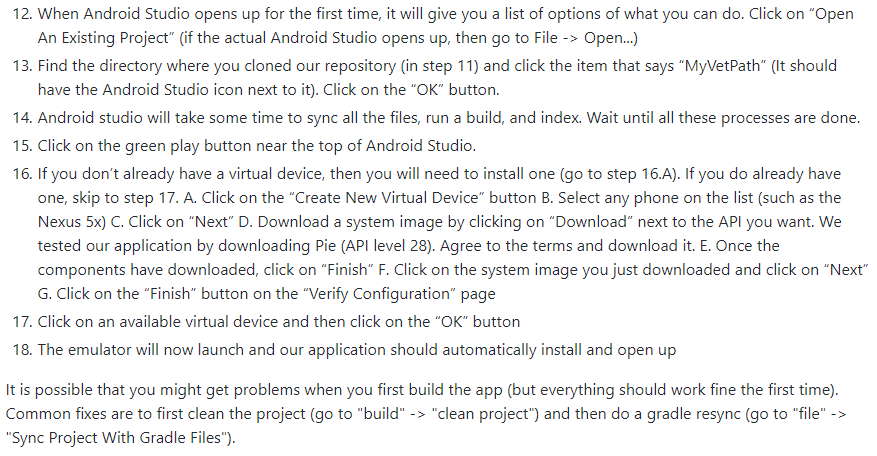 12. When Android Studio opens up for the first time, it will give you a list of options of what you can do. Click on “Open
An Existing Project” (if the actual Android Studio opens up, then go to File -> Open...)
13. Find the directory where you cloned our repository (in step 11) and click the item that says “MyVetPath” (It should
have the Android Studio icon next to it). Click on the “OK” button.
14. Android studio will take some time to sync all the files, run a build, and index. Wait until all these processes are done.
15. Click on the green play button near the top of Android Studio.
16. If you don’t already have a virtual device, then you will need to install one (go to step 16.A). If you do already have
one, skip to step 17. A. Click on the “Create New Virtual Device” button B. Select any phone on the list (such as the
Nexus 5x) C. Click on “Next” D. Download a system image by clicking on “Download” next to the API you want. We
tested our application by downloading Pie (API level 28). Agree to the terms and download it. E. Once the
components have downloaded, click on “Finish” F. Click on the system image you just downloaded and click on “Next”
G. Click on the “Finish” button on the “Verify Configuration” page
17. Click on an available virtual device and then click on the “OK” button
18. The emulator will now launch and our application should automatically install and open up
It is possible that you might get problems when you first build the app (but everything should work fine the first time).
Common fixes are to first clean the project (go to "build" -> "clean project") and then do a gradle resync (go to "file" ->
"Sync Project With Gradle Files").